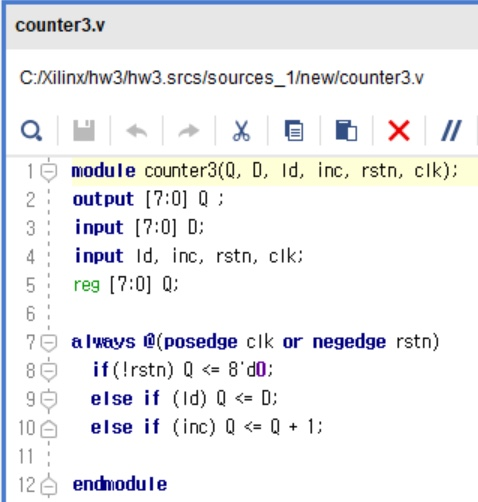 counter3.v
C:/Xilinx/hw3/hw3.srcs/sources_1/new/counter3.v
1 module counter3(Q, D, ld, inc, rstn, clk);
2 output [7:0] Q ;
3 input [7:0] D;
4 input ld, inc, rstn, clk;
5 reg [7:0] Q;
6
7 always @(posedge clk or negedge rstn)
8 if(!rstn) Q <= 8'd0;
9 else if (ld) Q <= D;
10 else if (inc) Q <= Q + 1;
11
12 endmodule